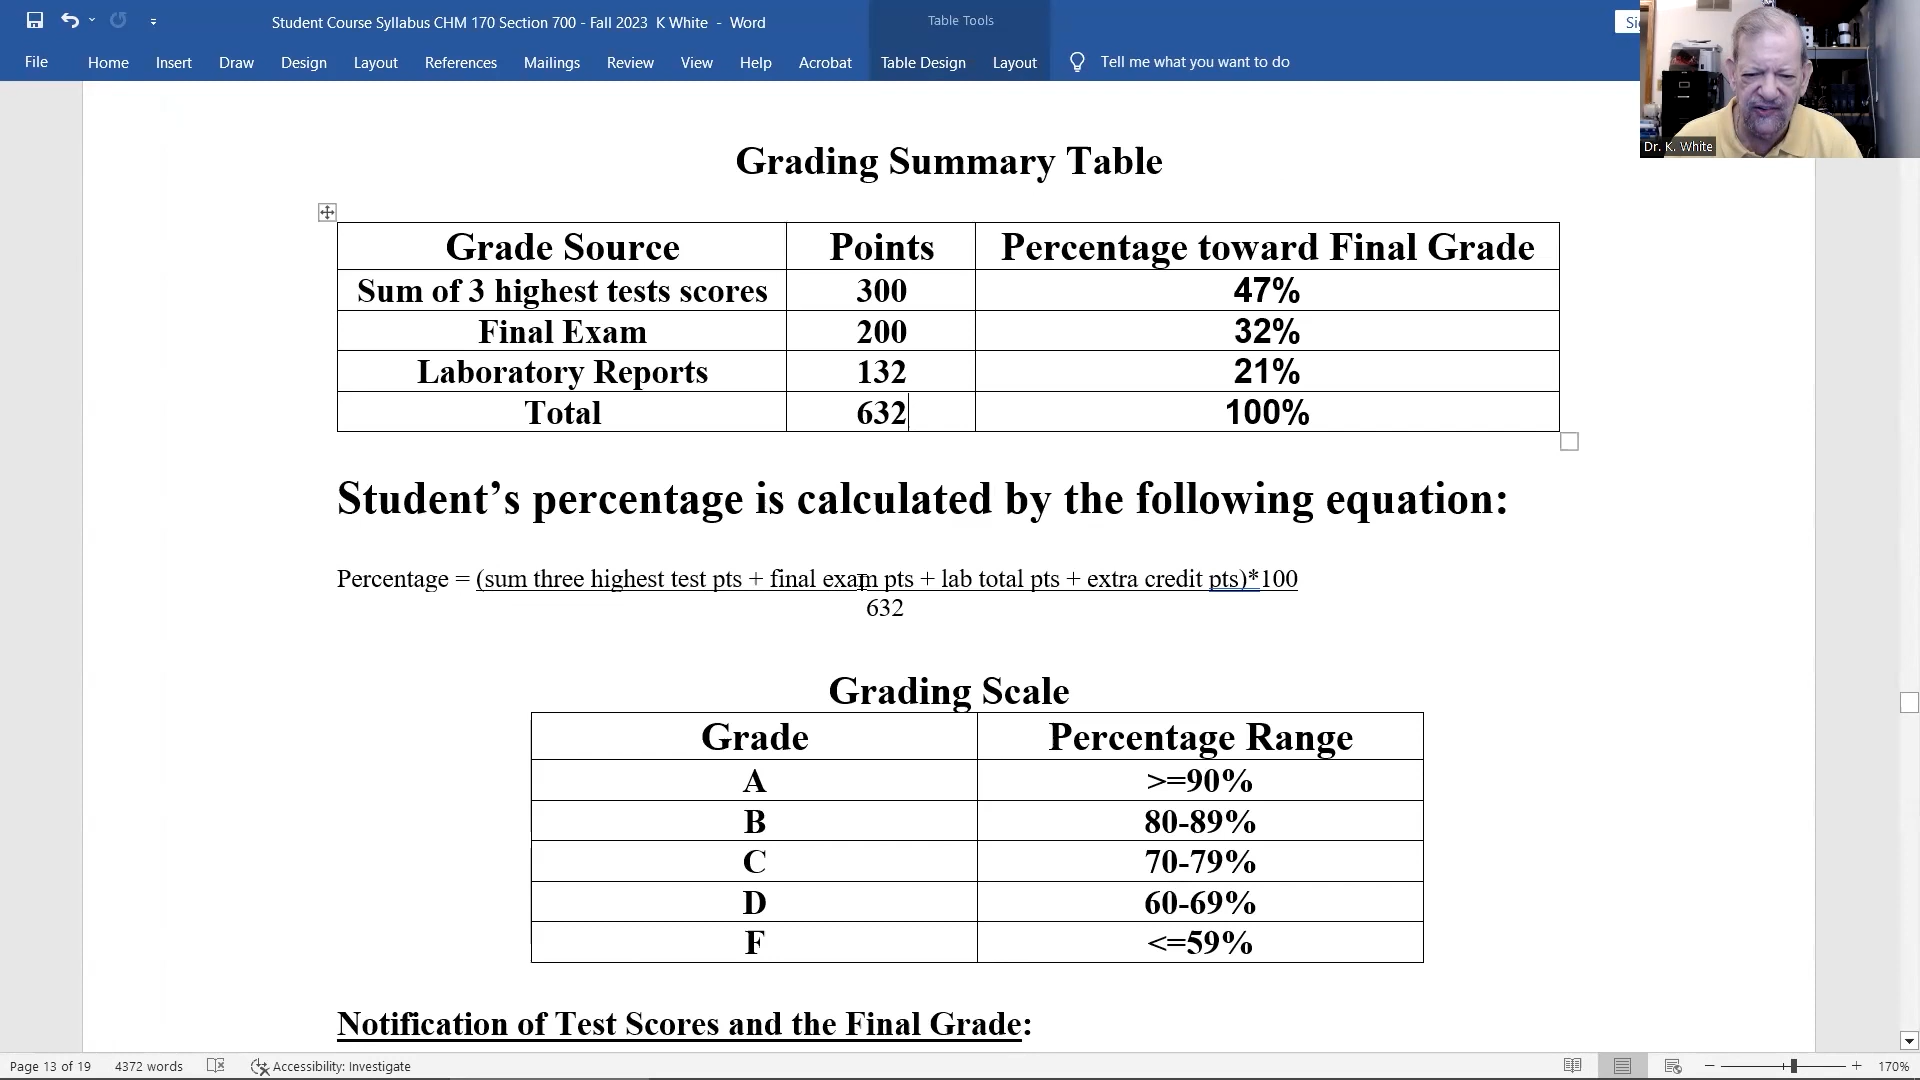 Student Course Syllabus CHM 170 Section 700 - Fall 2023  K White  -  Word
Table Tools
File Home Insert Draw Design Layout References Mailings Review View Help Acrobat Table Design Layout Tell me what you want to do
Dr. K. White
Grading Summary Table
Grade Source Points Percentage toward Final Grade
Sum of 3 highest tests scores 300 47%
Final Exam 200 32%
Laboratory Reports 132 21%
Total 632 100%
Student’s percentage is calculated by the following equation:
Percentage = (sum three highest test pts + final exam pts + lab total pts + extra credit pts)*100
632
Grading Scale
Grade Percentage Range
A >=90%
B 80-89%
C 70-79%
D 60-69%
F <=59%
Notification of Test Scores and the Final Grade:
Page 13 of 19 4372 words Accessibility: Investigate 170%